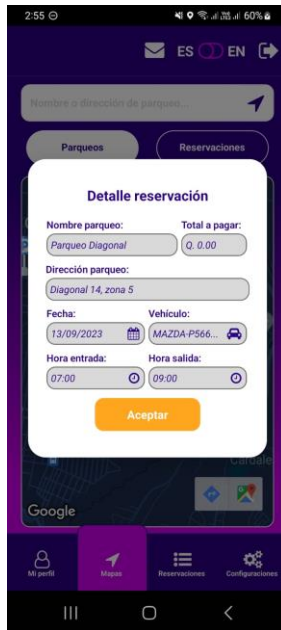 2:55 60%
ES EN
Nombre o dirección de parqueo...
Parqueos Reservaciones
Detalle reservación
Nombre parqueo: Total a pagar:
Parqueo Diagonal Q. 0.00
Dirección parqueo:
Diagonal 14, zona 5
Fecha: Vehículo:
13/09/2023 MAZDA-P566...
Hora entrada: Hora salida:
07:00 09:00
Aceptar
Google
Mi perfil Mapas Reservaciones Configuraciones